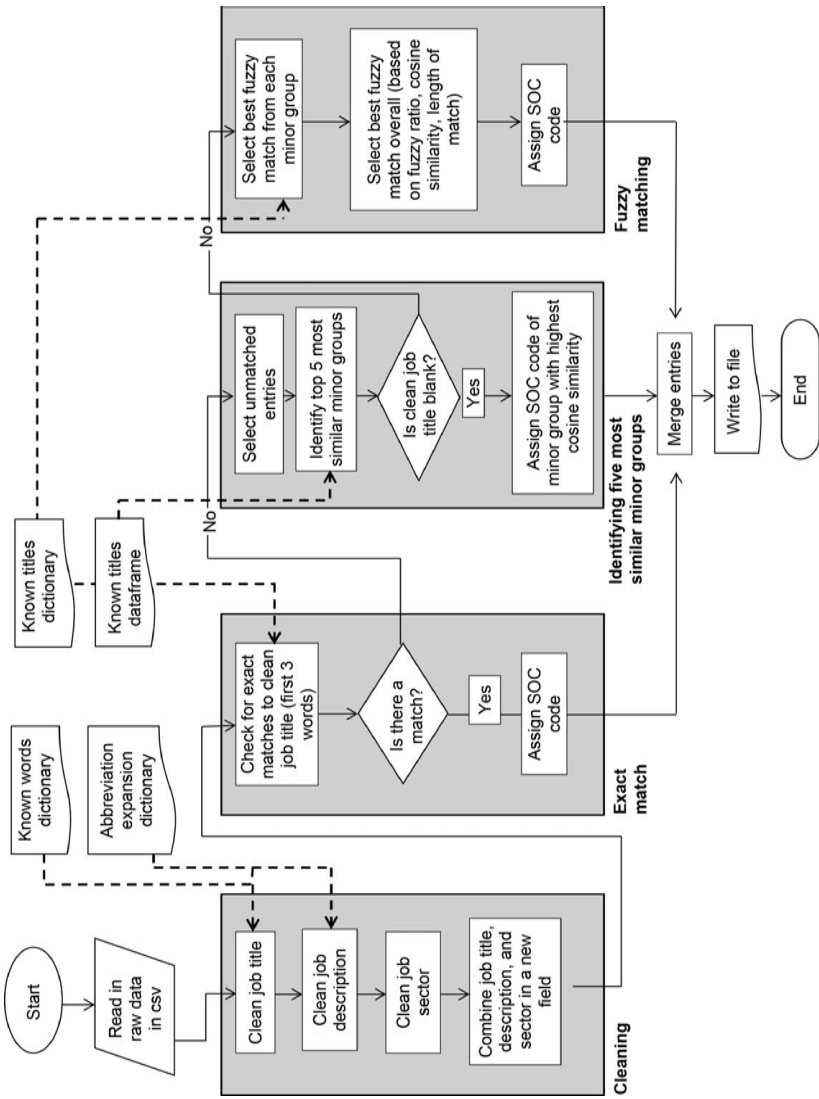 Start
Read in
raw data
in csv
Known words
dictionary
Abbreviation
expansion
dictionary
Known titles
dictionary
Known titles
dataframe
Clean job title
Clean job
description
Clean job
sector
Combine job title,
description, and
sector in a new
field
Cleaning
Check for exact
matches to clean
job title (first 3
words)
Is there a
match?
No
Yes
Assign SOC
code
Exact
match
Select unmatched
entries
Identify top 5 most
similar minor groups
Is clean job
title blank?
No
Yes
Assign SOC code of
minor group with highest
cosine similarity
Identifying five most
similar minor groups
Select best fuzzy
match from each
minor group
Select best fuzzy
match overall (based
on fuzzy ratio, cosine
similarity, length of
match)
Assign SOC
code
Fuzzy
matching
Merge entries
Write to file
End